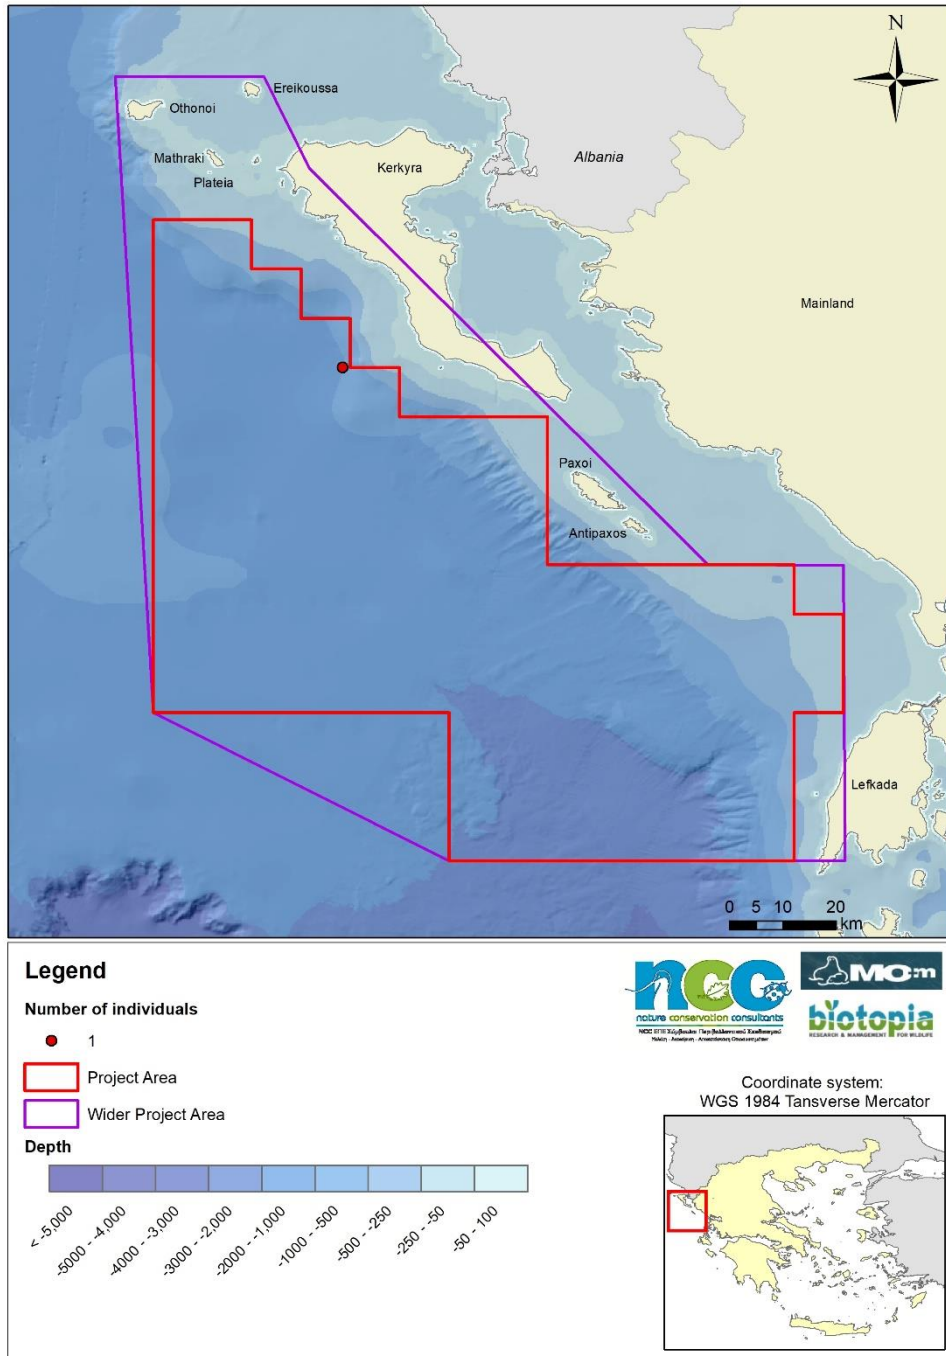 N
Ereikoussa
Othonoi
Albania
Mathraki
Kerkyra
Plateia
Mainland
Paxoi
Antipaxos
Lefkada
0 5 10 20
km
Legend
Number of individuals
1
Project Area
Wider Project Area
Depth
< -5,000
-5000 - -4,000
-4000 - -3,000
-3000 - -2,000
-2000 - -1,000
-1000 - -500
-500 - -250
-250 - -50
-50 - 100
ncc
nature conservation consultants
MOm
biotopia
RESEARCH & MANAGEMENT FOR WILDLIFE
Coordinate system:
WGS 1984 Tansverse Mercator